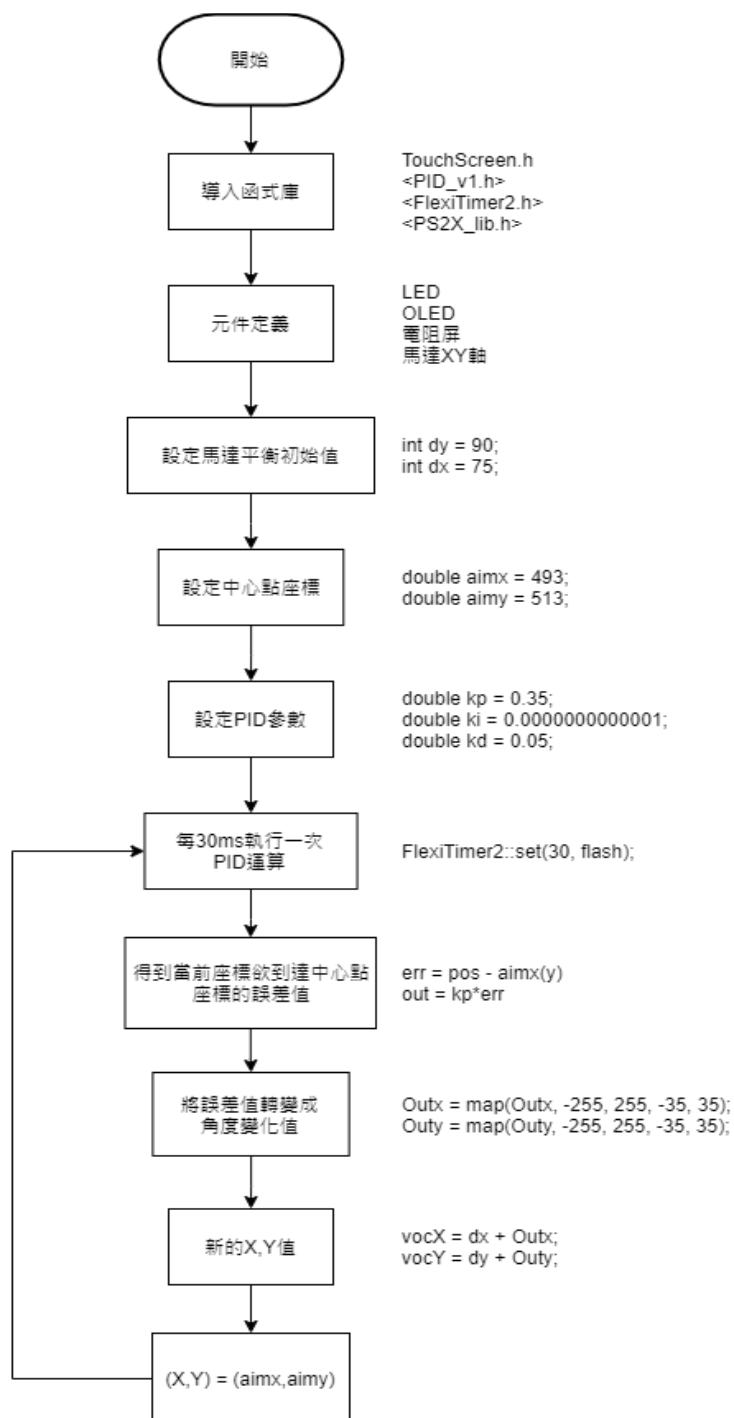 開始
導入函式庫
TouchScreen.h
<PID_v1.h>
<FlexiTimer2.h>
<PS2X_lib.h>
元件定義
LED
OLED
電阻屏
馬達XY軸
設定馬達平衡初始值
int dy = 90;
int dx = 75;
設定中心點座標
double aimx = 493;
double aimy = 513;
設定PID參數
double kp = 0.35;
double ki = 0.0000000000001;
double kd = 0.05;
每30ms執行一次
PID運算
FlexiTimer2::set(30, flash);
得到當前座標欲到達中心點
座標的誤差值
err = pos - aimx(y)
out = kp*err
將誤差值轉變成
角度變化值
Outx = map(Outx, -255, 255, -35, 35);
Outy = map(Outy, -255, 255, -35, 35);
新的X,Y值
vocX = dx + Outx;
vocY = dy + Outy;
(X,Y) = (aimx,aimy)